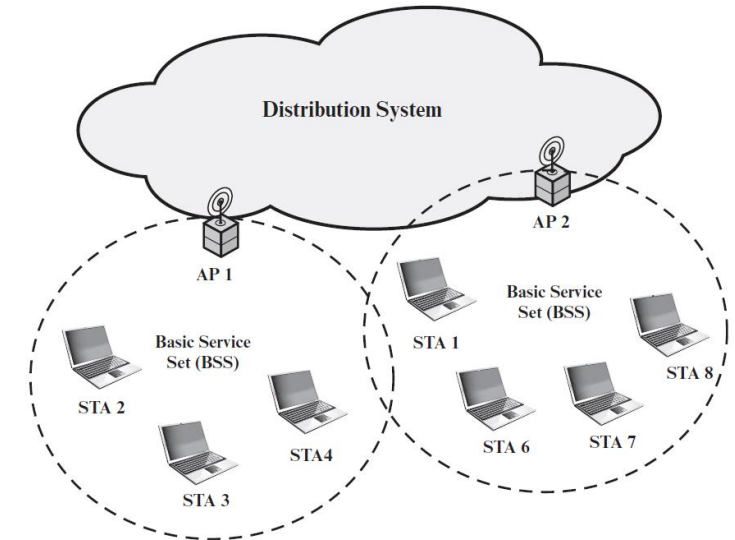 Distribution System
AP 2
AP 1
Basic Service
Set (BSS)
STA 1
STA 8
Basic Service
Set (BSS)
STA 2
STA4
STA 6
STA 7
STA 3